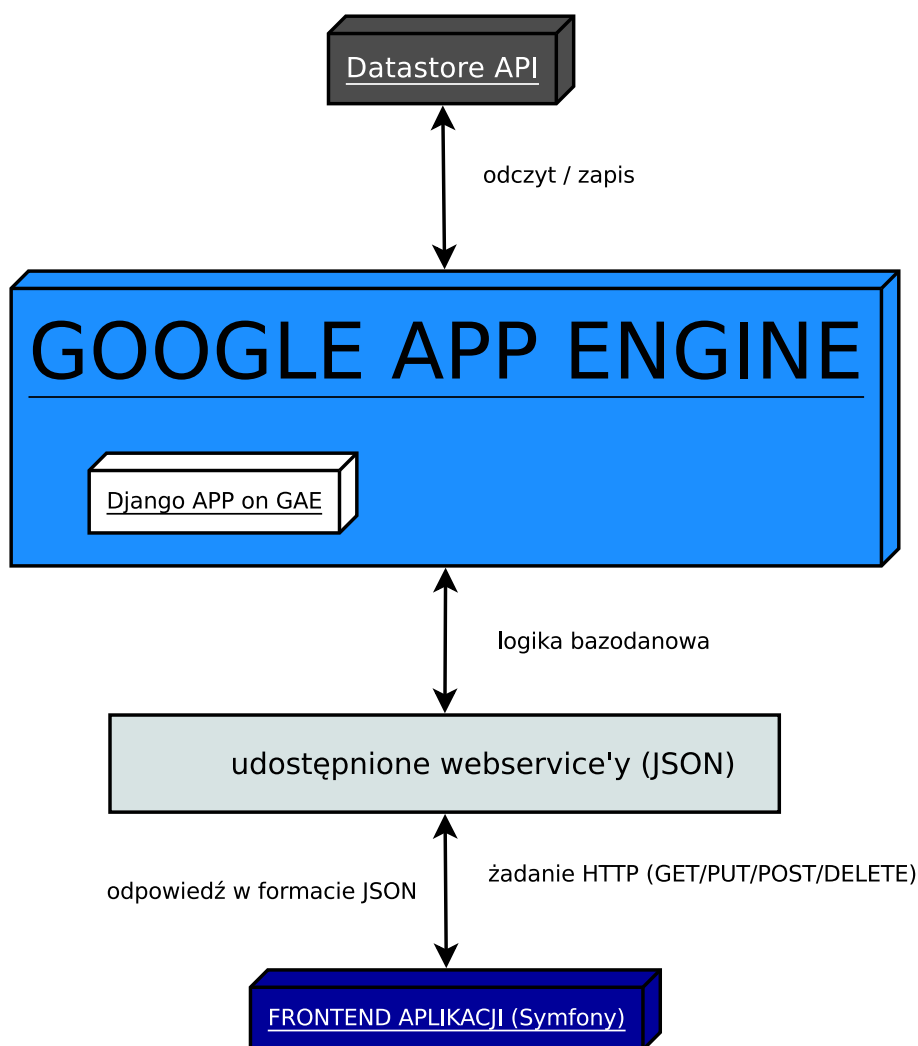 Datastore API
odczyt / zapis
GOOGLE APP ENGINE
Django APP on GAE
logika bazodanowa
udostępnione webservice'y (JSON)
żadanie HTTP (GET/PUT/POST/DELETE)
odpowiedź w formacie JSON
FRONTEND APLIKACJI (Symfony)